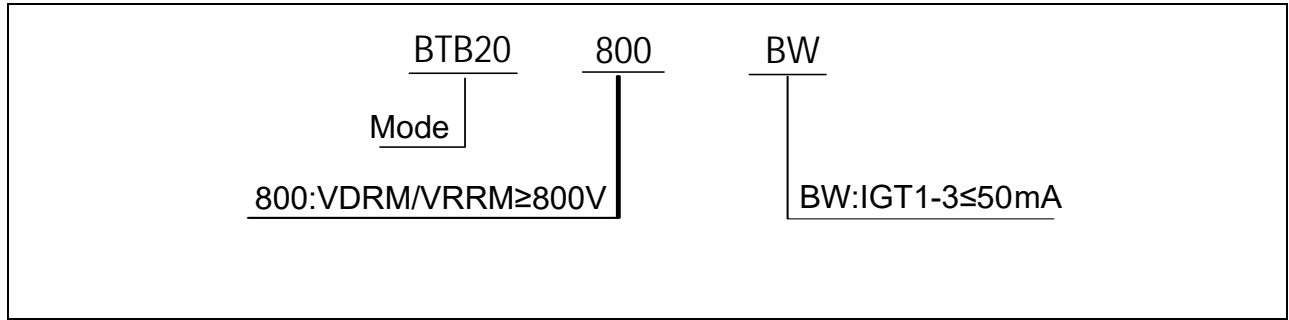 BTB20 800 BW
Mode
800:VDRM/VRRM≥800V BW:IGT1-3≤50mA